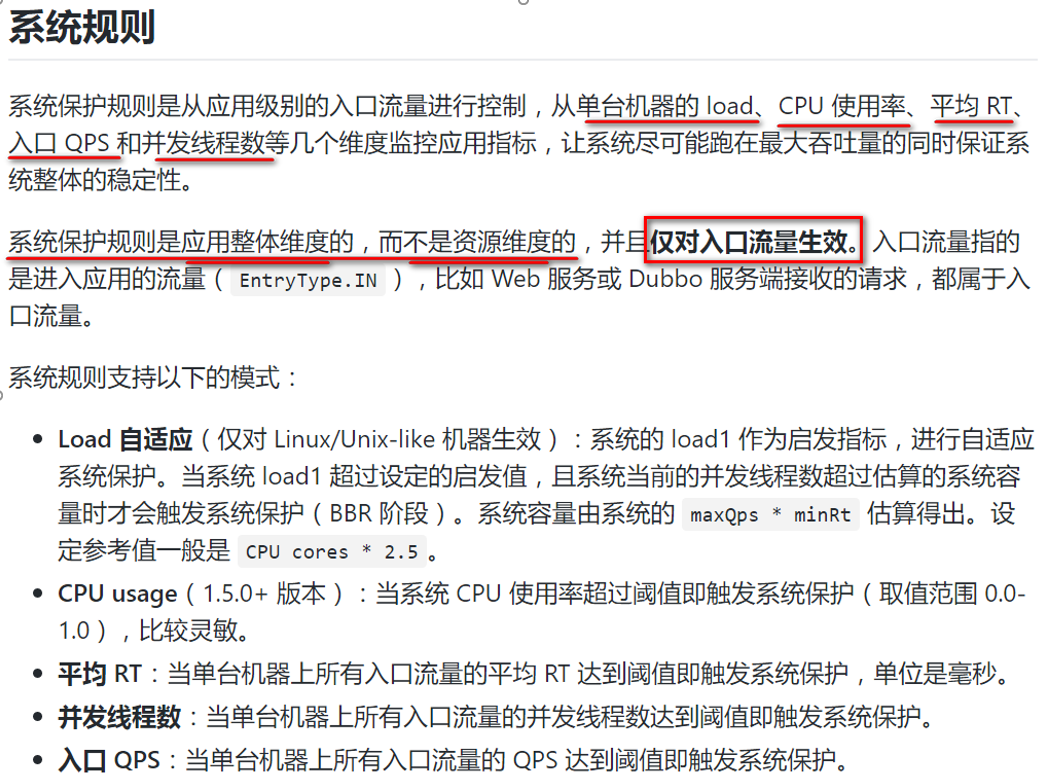 系统规则
系统保护规则是从应用级别的入口流量进行控制，从单台机器的 load、CPU 使用率、平均 RT、
入口 QPS 和并发线程数等几个维度监控应用指标，让系统尽可能跑在最大吞吐量的同时保证系
统整体的稳定性。
系统保护规则是应用整体维度的，而不是资源维度的，并且仅对入口流量生效。入口流量指的
是进入应用的流量（ EntryType.IN ），比如 Web 服务或 Dubbo 服务端接收的请求，都属于入
口流量。
系统规则支持以下的模式：
• Load 自适应（仅对 Linux/Unix-like 机器生效）：系统的 load1 作为启发指标，进行自适应
系统保护。当系统 load1 超过设定的启发值，且系统当前的并发线程数超过估算的系统容
量时才会触发系统保护（BBR 阶段）。系统容量由系统的 maxQps * minRt 估算得出。设
定参考值一般是 CPU cores * 2.5 。
• CPU usage（1.5.0+ 版本）：当系统 CPU 使用率超过阈值即触发系统保护（取值范围 0.0-
1.0），比较灵敏。
• 平均 RT：当单台机器上所有入口流量的平均 RT 达到阈值即触发系统保护，单位是毫秒。
• 并发线程数：当单台机器上所有入口流量的并发线程数达到阈值即触发系统保护。
• 入口 QPS：当单台机器上所有入口流量的 QPS 达到阈值即触发系统保护。